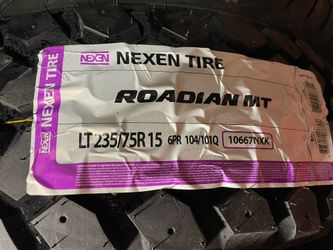 NEXEN TIRE
NEXEN NEXEN TIRE
ROADIAN MT
LT 235/75R 15 6PR 104/101Q 10667NXK
NEXEN